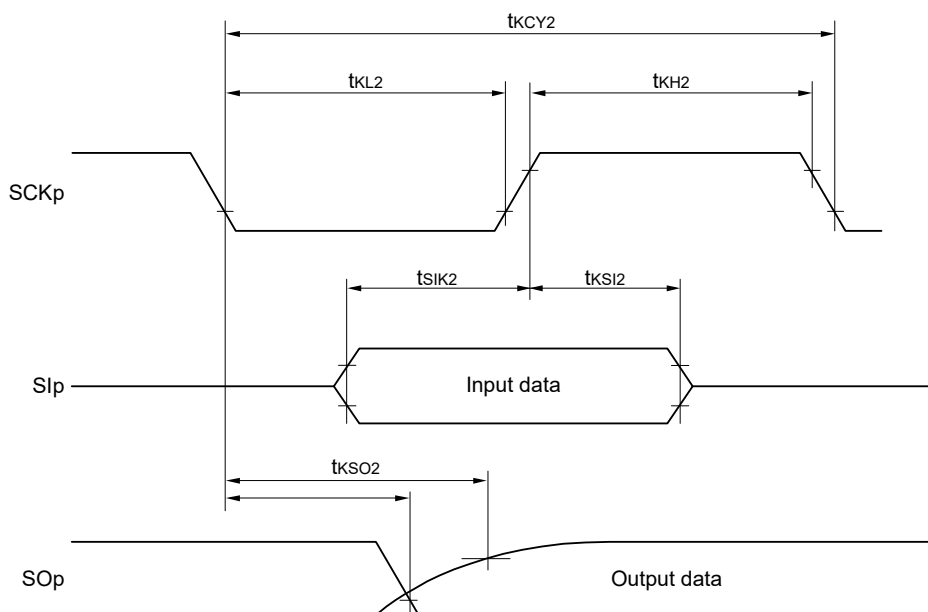 tKCY2
tKL2
tKH2
SCKp
tSIK2
tKSI2
SIp
Input data
tKSO2
SOp
Output data